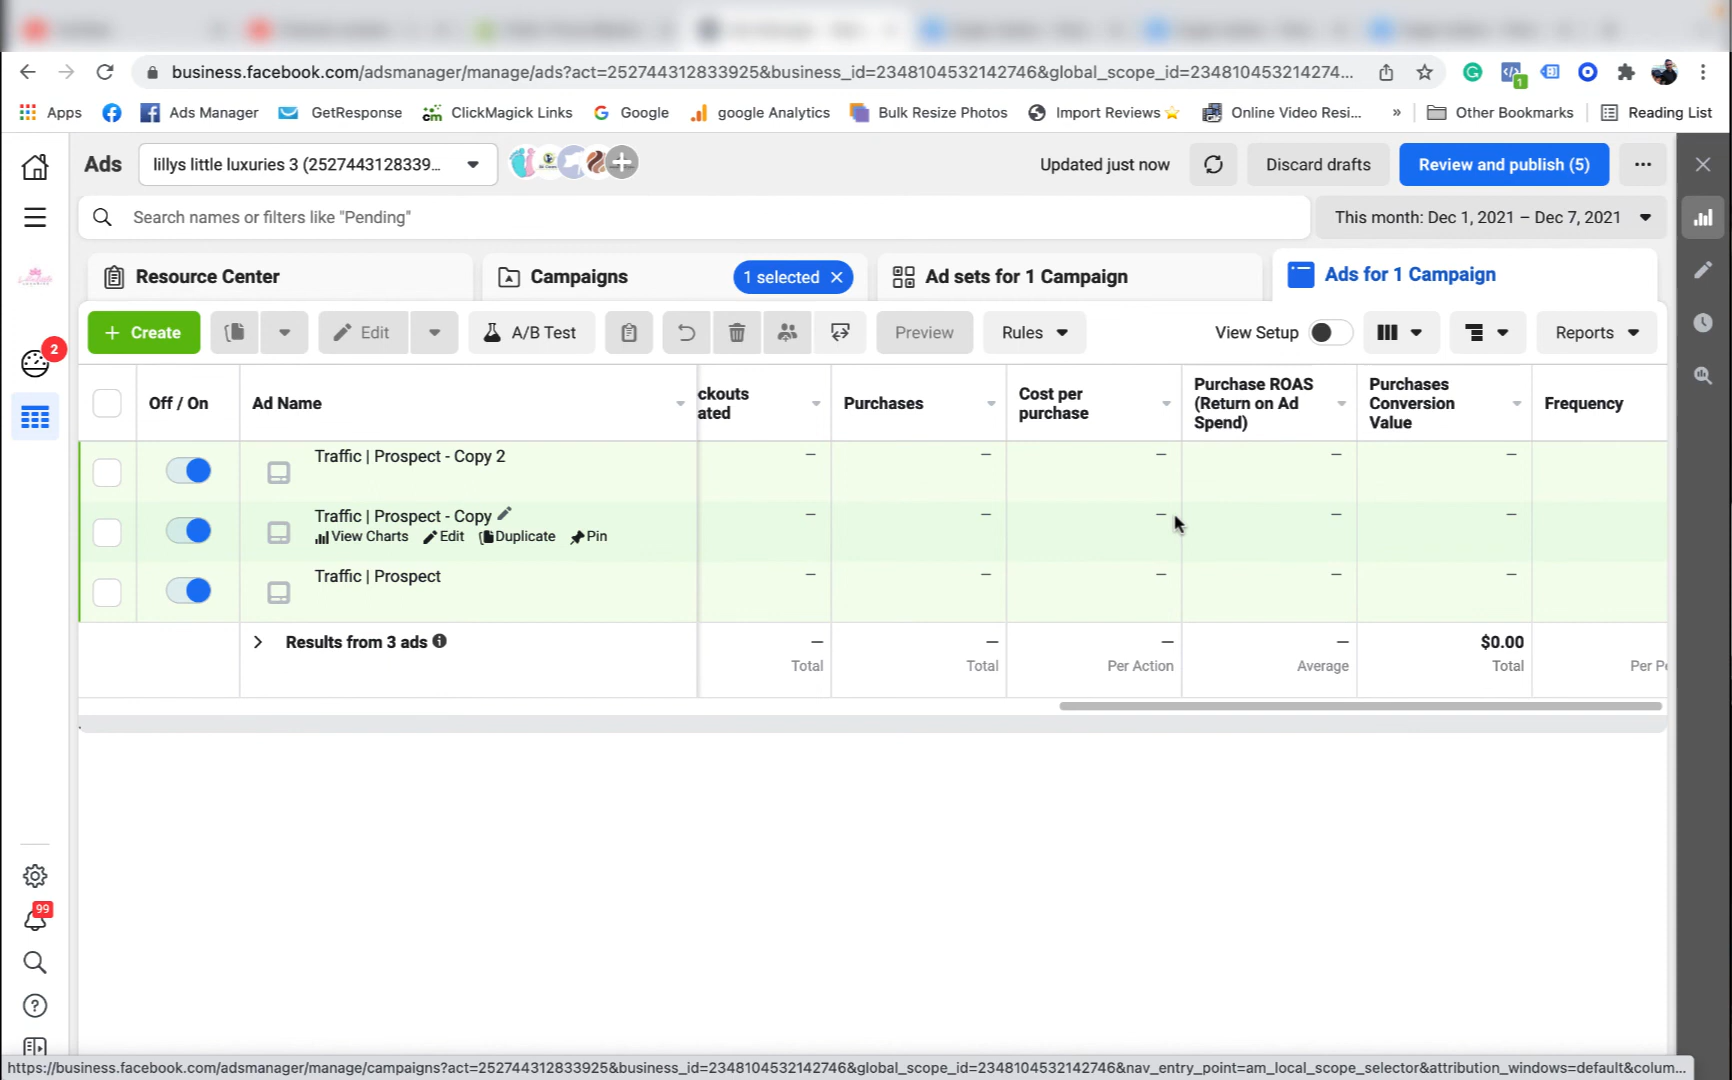 business.facebook.com/adsmanager/manage/ads?act=252744312833925&business_id=2348104532142746&global_scope_id=234810453214274...
1
Apps
Ads Manager
GetResponse
cm ClickMagick Links
Google
google Analytics
Bulk Resize Photos
Import Reviews
Online Video Resi...
»
Other Bookmarks
Reading List
Ads
lillys little luxuries 3 (2527443128339...
Updated just now
Discard drafts
Review and publish (5)
Search names or filters like "Pending"
This month: Dec 1, 2021 – Dec 7, 2021
Resource Center
Campaigns
1 selected
Ad sets for 1 Campaign
Ads for 1 Campaign
+ Create
Edit
A/B Test
Preview
Rules
View Setup
Reports
2
Off / On
Ad Name
ckouts
ated
Purchases
Cost per
purchase
Purchase ROAS
(Return on Ad
Spend)
Purchases
Conversion
Value
Frequency
Traffic | Prospect - Copy 2
— — — — —
Traffic | Prospect - Copy
View Charts Edit Duplicate Pin
— — — — —
Traffic | Prospect
— — — — —
Results from 3 ads
— — — — $0.00
Total Total Per Action Average Total Per Pe
99
https://business.facebook.com/adsmanager/manage/campaigns?act=252744312833925&business_id=2348104532142746&global_scope_id=2348104532142746&nav_entry_point=am_local_scope_selector&attribution_windows=default&colum...